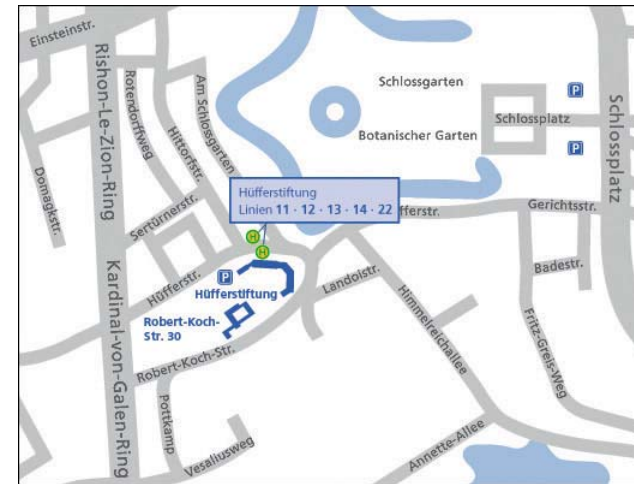 Einsteinstr.
Rishon-Le-Zion-Ring
Rotendorffweg
Am Schlossgarten
Hittorfstr.
Domagkstr.
Sertürnerstr.
Schlossgarten
Botanischer Garten
P
Schlossplatz
P
Schlossplatz
Hüfferstiftung
Linien 11 · 12 · 13 · 14 · 22
fferstr.
Gerichtsstr.
H
H
Kardinal-von-Galen-Ring
Hüfferstr.
P
Hüfferstiftung
Landoistr.
Badestr.
Robert-Koch-
Str. 30
Himmelreichallee
Fritz-Greis-Weg
Robert-Koch-Str.
Pottkamp
Vesaliusweg
Annette-Allee